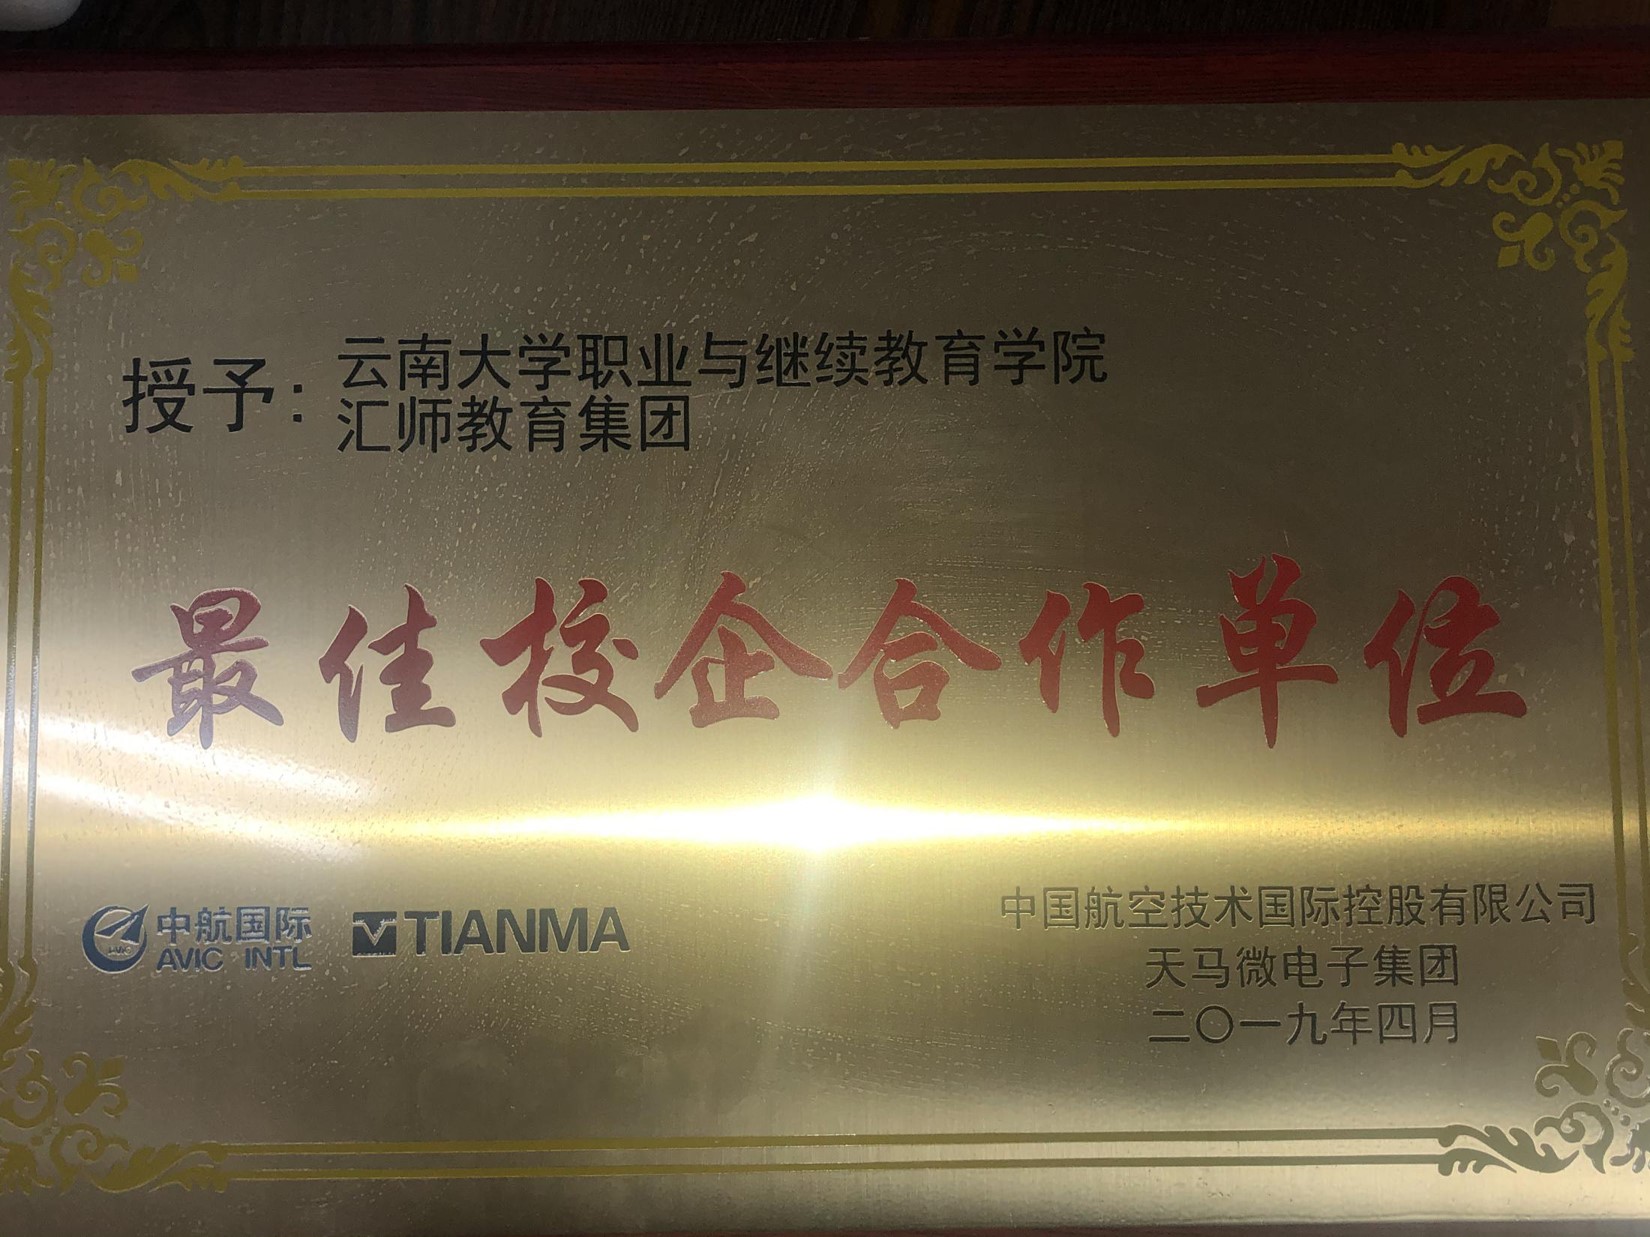 授予：
云南大学职业与继续教育学院
汇师教育集团
最佳校企合作单位
中航国际
AVIC INTL
TIANMA
中国航空技术国际控股有限公司
天马微电子集团
二〇一九年四月